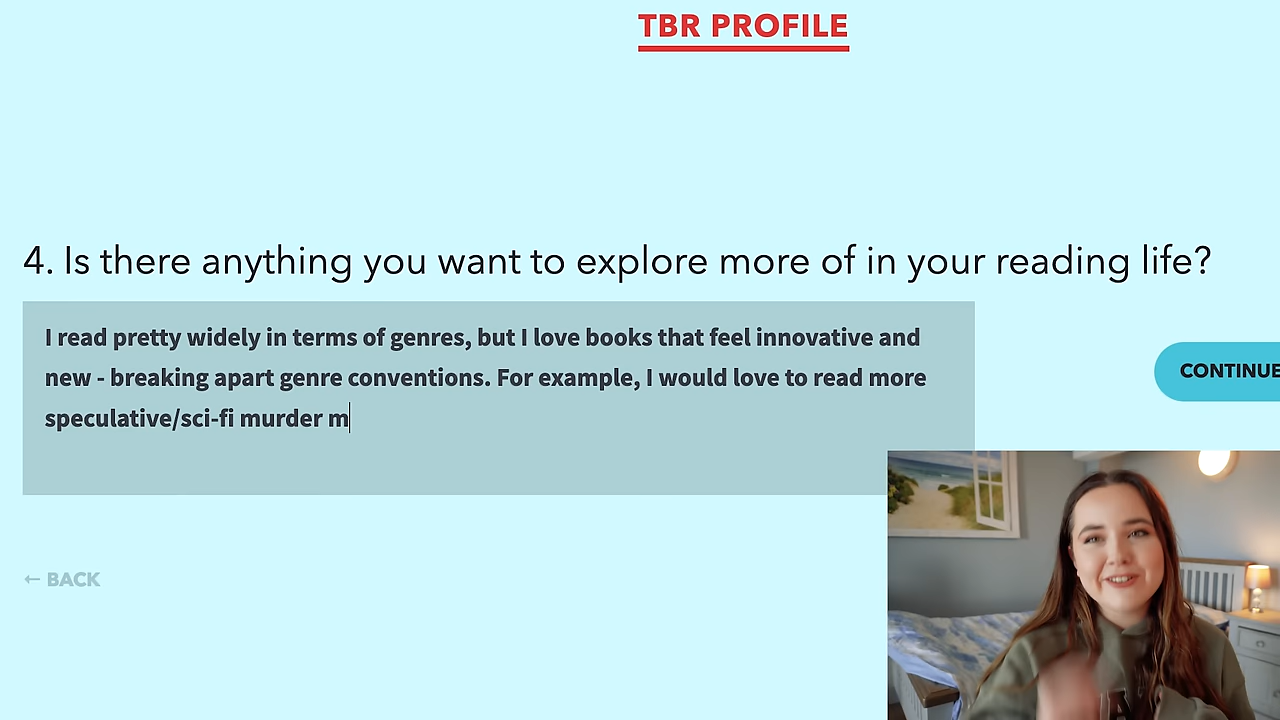 TBR PROFILE
4. Is there anything you want to explore more of in your reading life?
I read pretty widely in terms of genres, but I love books that feel innovative and
new - breaking apart genre conventions. For example, I would love to read more
speculative/sci-fi murder m
CONTINUE
← BACK